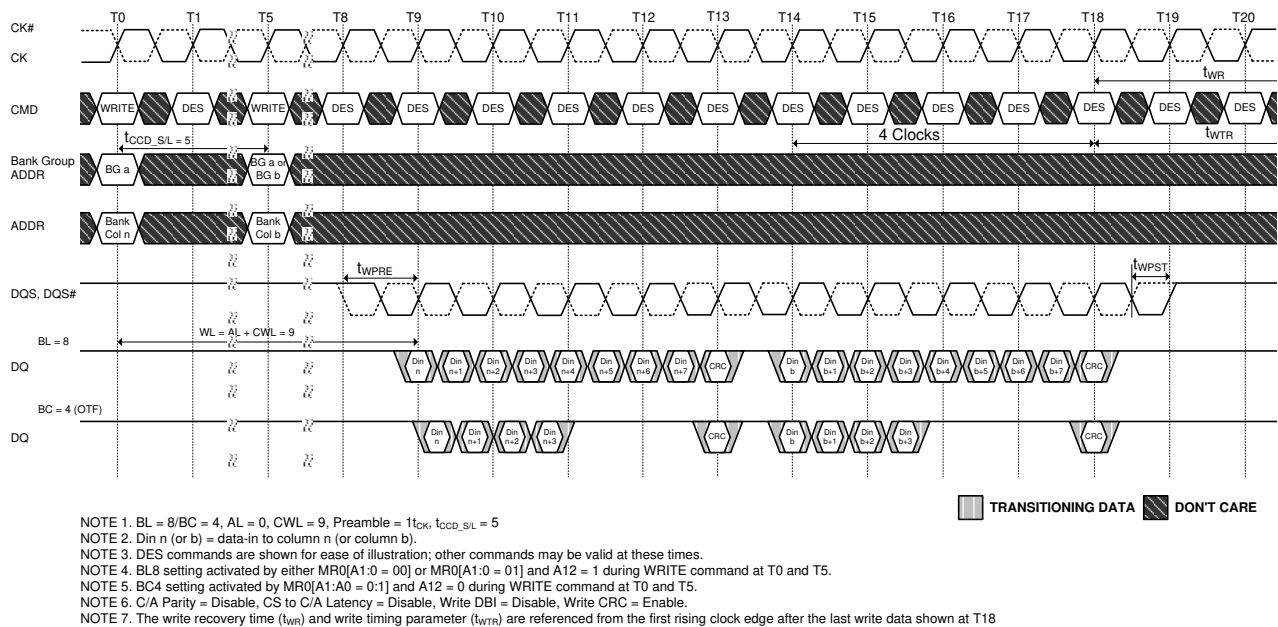 T0 T1 T5 T8 T9 T10 T11 T12 T13 T14 T15 T16 T17 T18 T19 T20
CK#
CK
tWR
CMD WRITE DES WRITE DES DES DES DES DES DES DES DES DES DES DES DES DES
tCCD_S/L = 5 4 Clocks tWTR
Bank Group
ADDR
BG a
BG a or
BG b
ADDR
Bank
Col n
Bank
Col b
tWPRE tWPST
DQS, DQS#
WL = AL + CWL = 9
BL = 8
DQ
Din n Din n+1 Din n+2 Din n+3 Din n+4 Din n+5 Din n+6 Din n+7 CRC Din b Din b+1 Din b+2 Din b+3 Din b+4 Din b+5 Din b+6 Din b+7 CRC
BC = 4 (OTF)
DQ
Din n Din n+1 Din n+2 Din n+3 CRC Din b Din b+1 Din b+2 Din b+3 CRC
TRANSITIONING DATA DON'T CARE
NOTE 1. BL = 8/BC = 4, AL = 0, CWL = 9, Preamble = 1tCK, tCCD_S/L = 5
NOTE 2. Din n (or b) = data-in to column n (or column b).
NOTE 3. DES commands are shown for ease of illustration; other commands may be valid at these times.
NOTE 4. BL8 setting activated by either MR0[A1:0 = 00] or MR0[A1:0 = 01] and A12 = 1 during WRITE command at T0 and T5.
NOTE 5. BC4 setting activated by MR0[A1:A0 = 0:1] and A12 = 0 during WRITE command at T0 and T5.
NOTE 6. C/A Parity = Disable, CS to C/A Latency = Disable, Write DBI = Disable, Write CRC = Enable.
NOTE 7. The write recovery time (tWR) and write timing parameter (tWTR) are referenced from the first rising clock edge after the last write data shown at T18